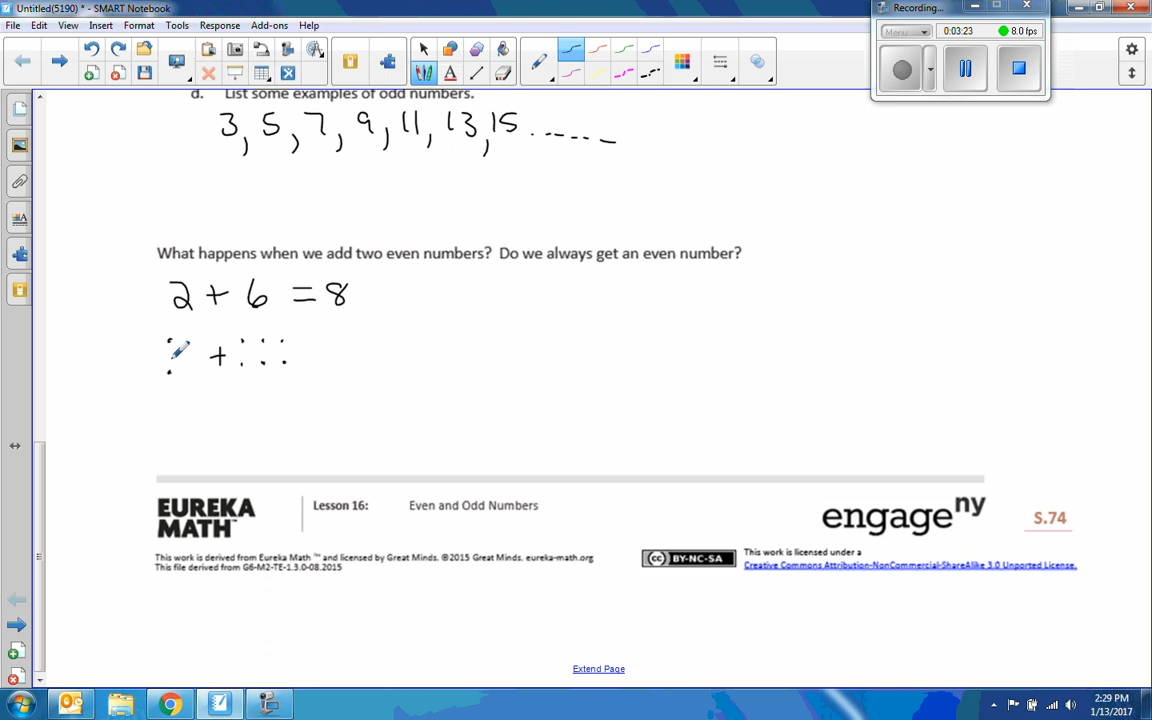 Untitled(5190) * - SMART Notebook
Recording...
File Edit View Insert Format Tools Response Add-ons Help
Menu
0:03:23
8.0 fps
d. List some examples of odd numbers.
3, 5, 7, 9, 11, 13, 15 .........
What happens when we add two even numbers? Do we always get an even number?
2 + 6 = 8
+
EUREKA MATH™
Lesson 16: Even and Odd Numbers
engage ny
S.74
This work is derived from Eureka Math ™ and licensed by Great Minds. ©2015 Great Minds. eureka-math.org
This file derived from G6-M2-TE-1.3.0-08.2015
(cc) BY-NC-SA
This work is licensed under a
Creative Commons Attribution-NonCommercial-ShareAlike 3.0 Unported License.
Extend Page
2:29 PM
1/13/2017